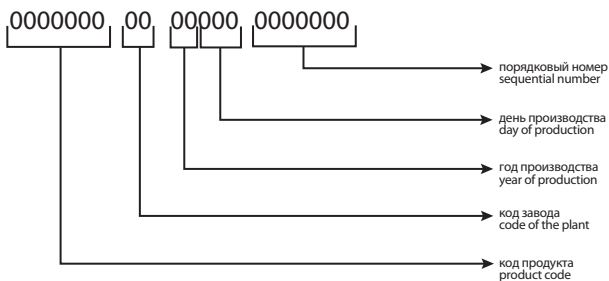 0000000 00 00000 0000000
порядковый номер
sequential number
день производства
day of production
год производства
year of production
код завода
code of the plant
код продукта
product code